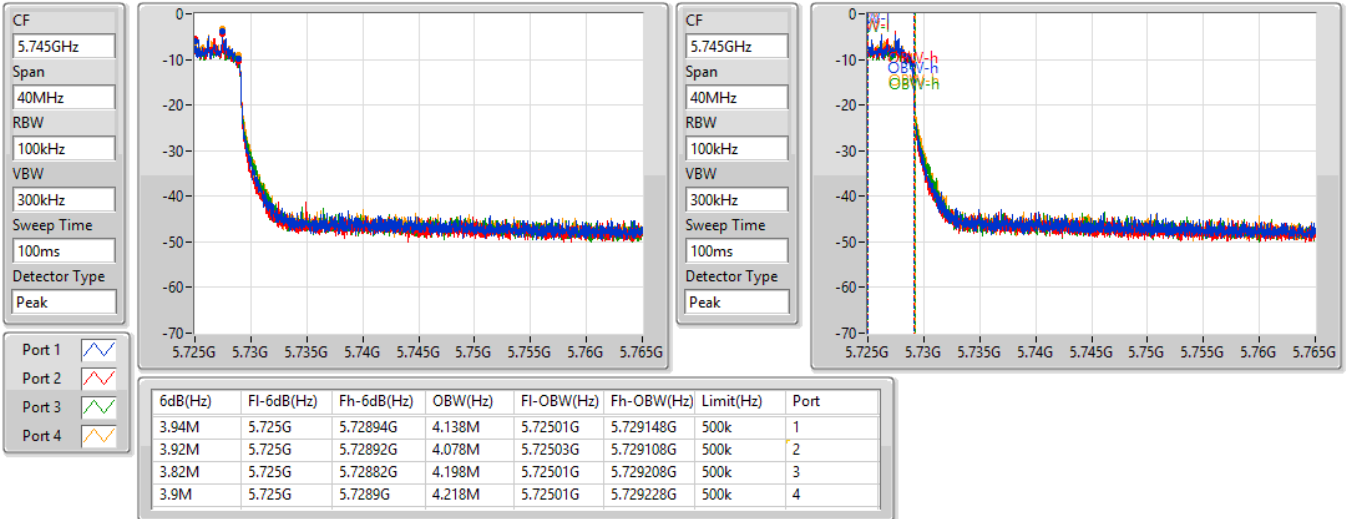 CF
5.745GHz
Span
40MHz
RBW
100kHz
VBW
300kHz
Sweep Time
100ms
Detector Type
Peak
0
-10
-20
-30
-40
-50
-60
-70
5.725G 5.73G 5.735G 5.74G 5.745G 5.75G 5.755G 5.76G 5.765G
CF
5.745GHz
Span
40MHz
RBW
100kHz
VBW
300kHz
Sweep Time
100ms
Detector Type
Peak
0
-10
-20
-30
-40
-50
-60
-70
OBW-h
OBW-h
OBW-h
5.725G 5.73G 5.735G 5.74G 5.745G 5.75G 5.755G 5.76G 5.765G
Port 1
Port 2
Port 3
Port 4
6dB(Hz) Fl-6dB(Hz) Fh-6dB(Hz) OBW(Hz) Fl-OBW(Hz) Fh-OBW(Hz) Limit(Hz) Port
3.94M 5.725G 5.72894G 4.138M 5.72501G 5.729148G 500k 1
3.92M 5.725G 5.72892G 4.078M 5.72503G 5.729108G 500k 2
3.82M 5.725G 5.72882G 4.198M 5.72501G 5.729208G 500k 3
3.9M 5.725G 5.7289G 4.218M 5.72501G 5.729228G 500k 4